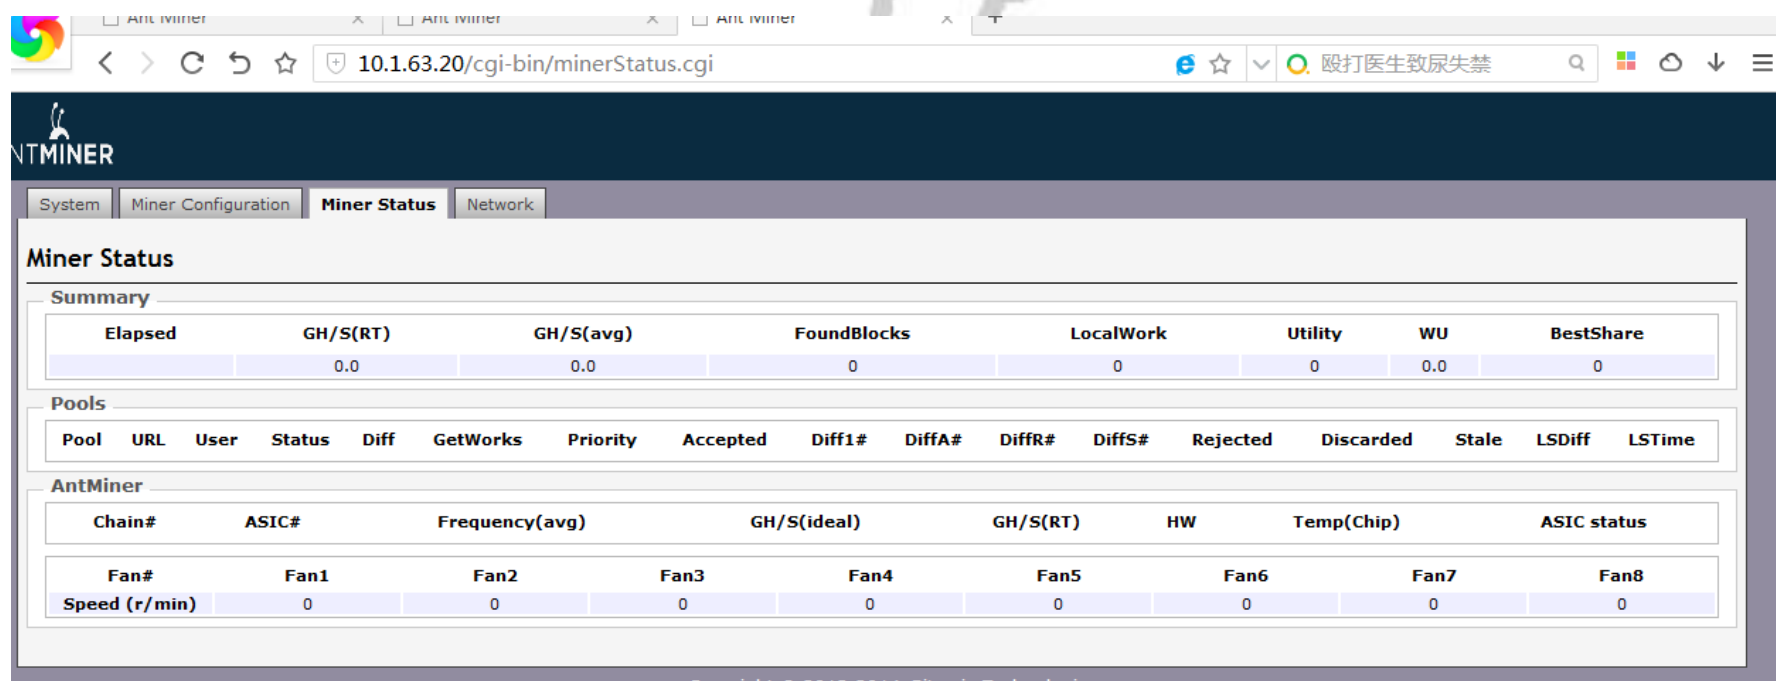 Ant Miner Ant Miner Ant Miner
10.1.63.20/cgi-bin/minerStatus.cgi 殴打医生致尿失禁
NTMINER
System Miner Configuration Miner Status Network
Miner Status
Summary
Elapsed GH/S(RT) GH/S(avg) FoundBlocks LocalWork Utility WU BestShare
0.0 0.0 0 0 0 0.0 0
Pools
Pool URL User Status Diff GetWorks Priority Accepted Diff1# DiffA# DiffR# DiffS# Rejected Discarded Stale LSDiff LSTime
AntMiner
Chain# ASIC# Frequency(avg) GH/S(ideal) GH/S(RT) HW Temp(Chip) ASIC status
Fan# Fan1 Fan2 Fan3 Fan4 Fan5 Fan6 Fan7 Fan8
Speed (r/min) 0 0 0 0 0 0 0 0